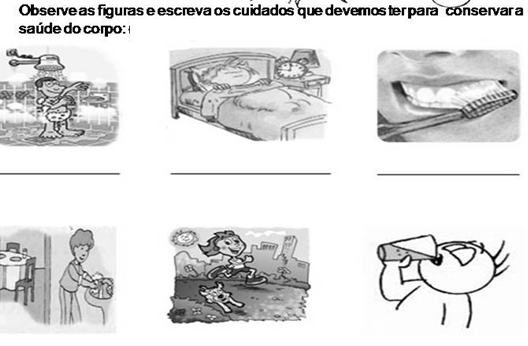 Observe as figuras e escreva os cuidados que devemos ter para conservar a
saúde do corpo: